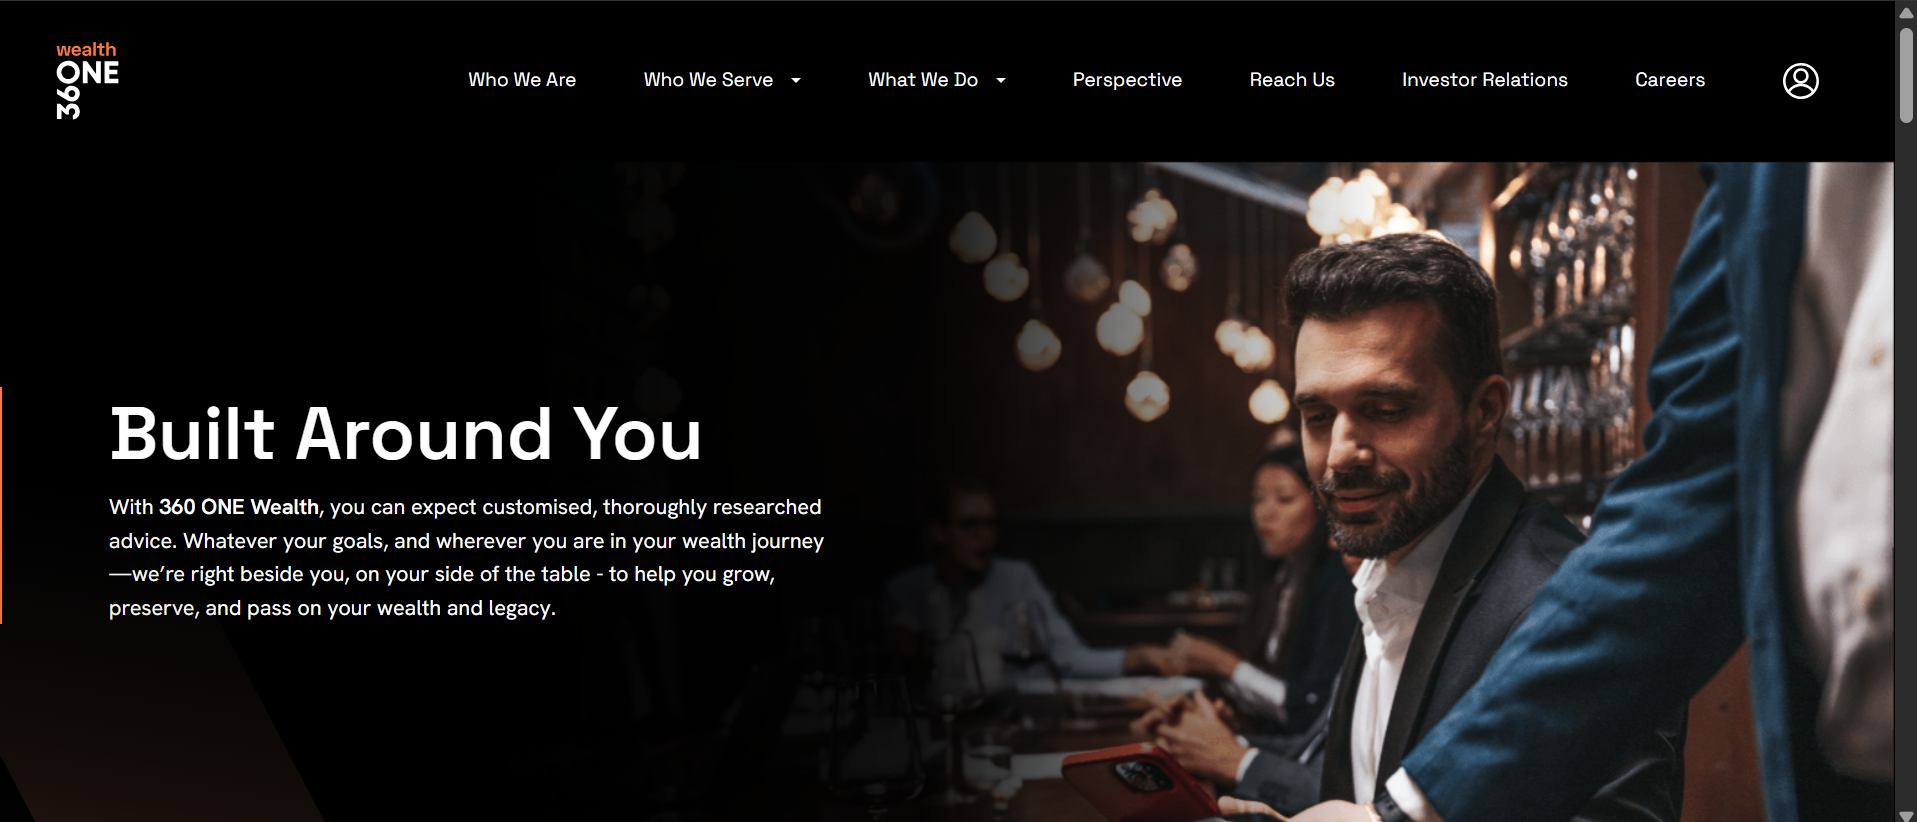 wealth
ONE
36
Who We Are
Who We Serve
What We Do
Perspective
Reach Us
Investor Relations
Careers
Built Around You
With 360 ONE Wealth, you can expect customised, thoroughly researched
advice. Whatever your goals, and wherever you are in your wealth journey
—we’re right beside you, on your side of the table - to help you grow,
preserve, and pass on your wealth and legacy.